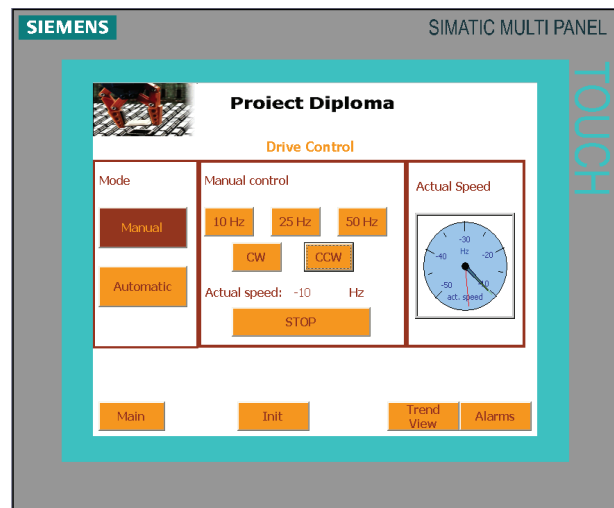 SIEMENS
SIMATIC MULTI PANEL
TOUCH
Proiect Diploma
Drive Control
Mode
Manual
Automatic
Manual control
10 Hz 25 Hz 50 Hz
CW CCW
Actual speed: -10 Hz
STOP
Actual Speed
-30
Hz
-40 -20
-50 -10
act. speed
Main Init Trend View Alarms